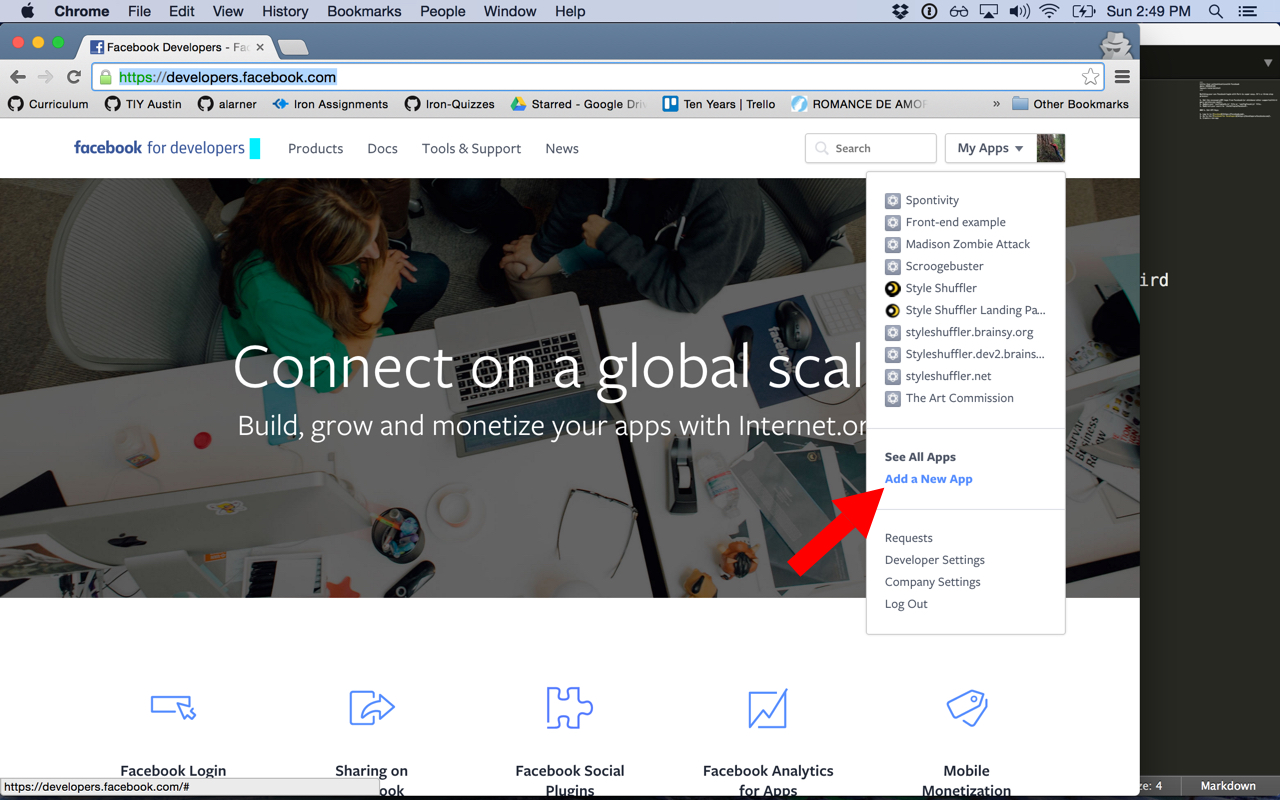 Chrome File Edit View History Bookmarks People Window Help Sun 2:49 PM
Facebook Developers - Fac
https://developers.facebook.com
Curriculum TIY Austin alarner Iron Assignments Iron-Quizzes Starred - Google Driv Ten Years | Trello ROMANCE DE AMOR » Other Bookmarks
facebook for developers Products Docs Tools & Support News Search My Apps
Spontivity
Front-end example
Madison Zombie Attack
Scroogebuster
Style Shuffler
Style Shuffler Landing Pa...
styleshuffler.brainsy.org
Styleshuffler.dev2.brains...
styleshuffler.net
The Art Commission
See All Apps
Add a New App
Requests
Developer Settings
Company Settings
Log Out
ird
Connect on a global scal
Build, grow and monetize your apps with Internet.or
Harvard
Business
Review
Facebook Login
Sharing on
ook
Facebook Social
Plugins
Facebook Analytics
for Apps
Mobile
Monetization
https://developers.facebook.com/#
ze: 4 Markdown